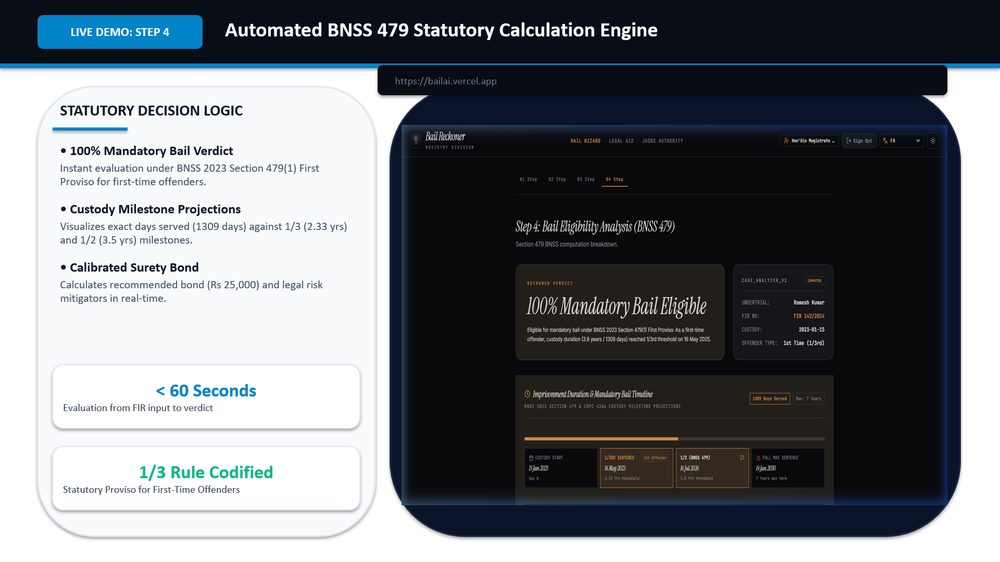 LIVE DEMO: STEP 4
Automated BNSS 479 Statutory Calculation Engine
https://bailai.vercel.app
STATUTORY DECISION LOGIC
• 100% Mandatory Bail Verdict
Instant evaluation under BNSS 2023 Section 479(1) First
Proviso for first-time offenders.
• Custody Milestone Projections
Visualizes exact days served (1309 days) against 1/3 (2.33 yrs)
and 1/2 (3.5 yrs) milestones.
• Calibrated Surety Bond
Calculates recommended bond (Rs 25,000) and legal risk
mitigators in real-time.
< 60 Seconds
Evaluation from FIR input to verdict
1/3 Rule Codified
Statutory Proviso for First-Time Offenders
Bail Reckoner
REGISTRY DIVISION
BAIL WIZARD LEGAL AID JUDGE AUTHORITY
Hon'ble Magistrate … Sign Out EN
01 Step 02 Step 03 Step 04 Step
Step 4: Bail Eligibility Analysis (BNSS 479)
Section 479 BNSS computation breakdown.
RECKONED VERDICT
100% Mandatory Bail Eligible
Eligible for mandatory bail under BNSS 2023 Section 479(1) First Proviso: As a first-time
offender, custody duration (3.6 years / 1309 days) reached 1/3rd threshold on 16 May 2025.
CASE_ANALYZER_V2 COMPUTED
UNDERTRIAL: Ramesh Kumar
FIR NO: FIR 142/2024
CUSTODY: 2023-01-15
OFFENDER TYPE: 1st Time (1/3rd)
Imprisonment Duration & Mandatory Bail Timeline
BNSS 2023 SECTION 479 & CRPC 436A CUSTODY MILESTONE PROJECTIONS
1309 Days Served Max: 7 Years
CUSTODY START
15 Jan 2023
Day 0
1/3RD SENTENCE 1st Offender
16 May 2025
2.33 Yrs threshold
1/2 (BNSS 479)
16 Jul 2026
3.5 Yrs threshold
FULL MAX SENTENCE
14 Jan 2030
7 Years max term